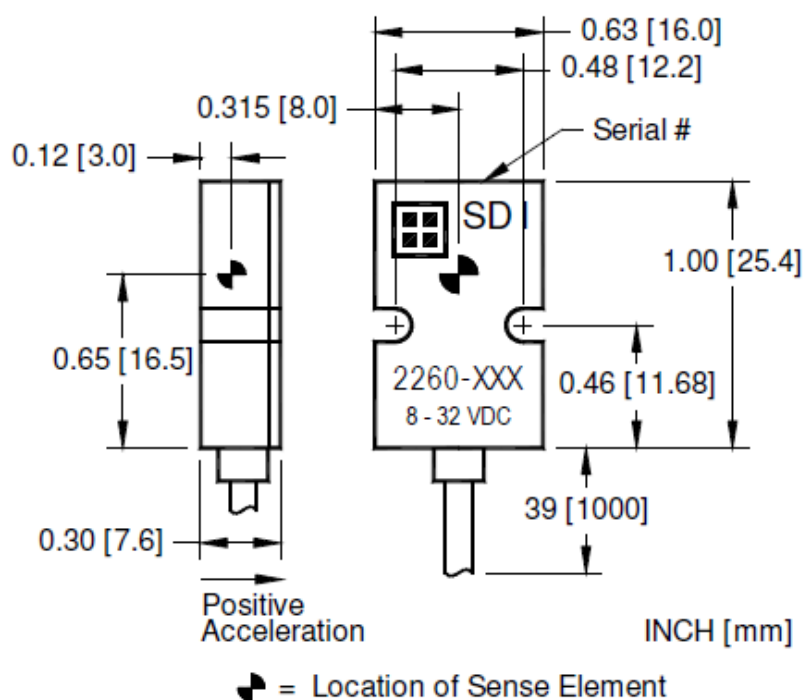 0.63 [16.0]
0.48 [12.2]
0.315 [8.0]
Serial #
0.12 [3.0]
SDI
1.00 [25.4]
0.65 [16.5]
2260-XXX
0.46 [11.68]
8 - 32 VDC
39 [1000]
0.30 [7.6]
Positive
Acceleration
INCH [mm]
= Location of Sense Element